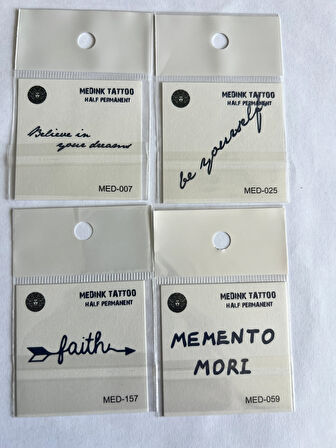 MEDINK TATTOO
HALF PERMANENT
Believe in
your dreams
MED-007
MEDINK TATTOO
HALF PERMANENT
be yourself
MED-025
MEDINK TATTOO
HALF PERMANENT
faith
MED-157
MEDINK TATTOO
HALF PERMANENT
MEMENTO
MORI
MED-059